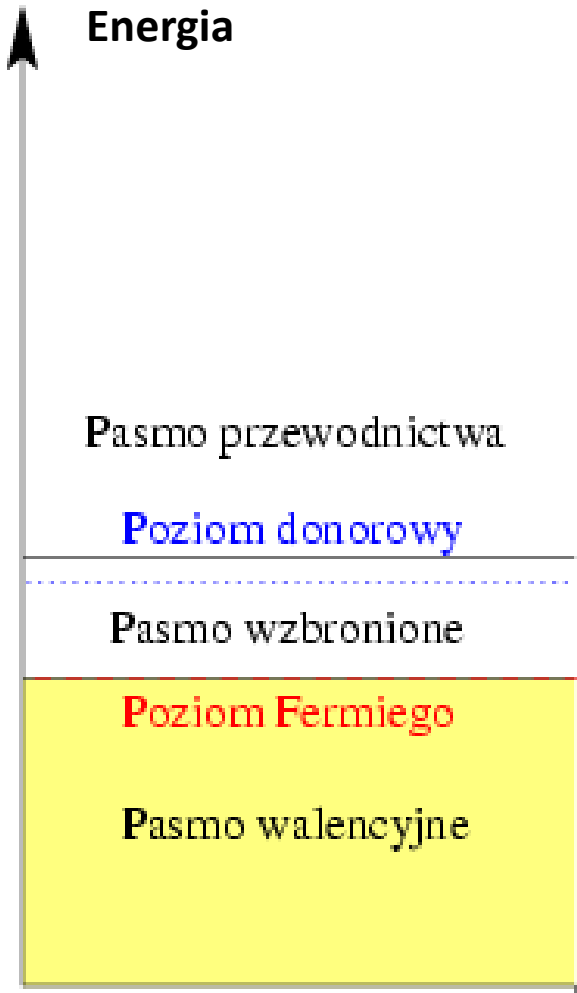 Energia
Pasmo przewodnictwa
Poziom donorowy
Pasmo wzbronione
Poziom Fermiego
Pasmo walencyjne